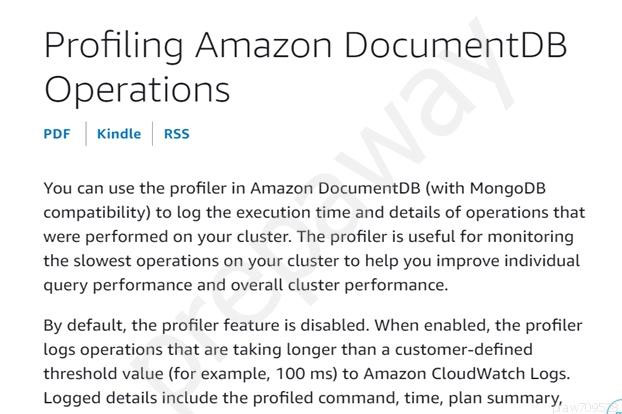 Profiling Amazon DocumentDB
Operations
PDF
Kindle
RSS
You can use the profiler in Amazon DocumentDB (with MongoDB
compatibility) to log the execution time and details of operations that
were performed on your cluster. The profiler is useful for monitoring
the slowest operations on your cluster to help you improve individual
query performance and overall cluster performance.
By default, the profiler feature is disabled. When enabled, the profiler
logs operations that are taking longer than a customer-defined
threshold value (for example, 100 ms) to Amazon CloudWatch Logs.
Logged details include the profiled command, time, plan summary,
prepaway